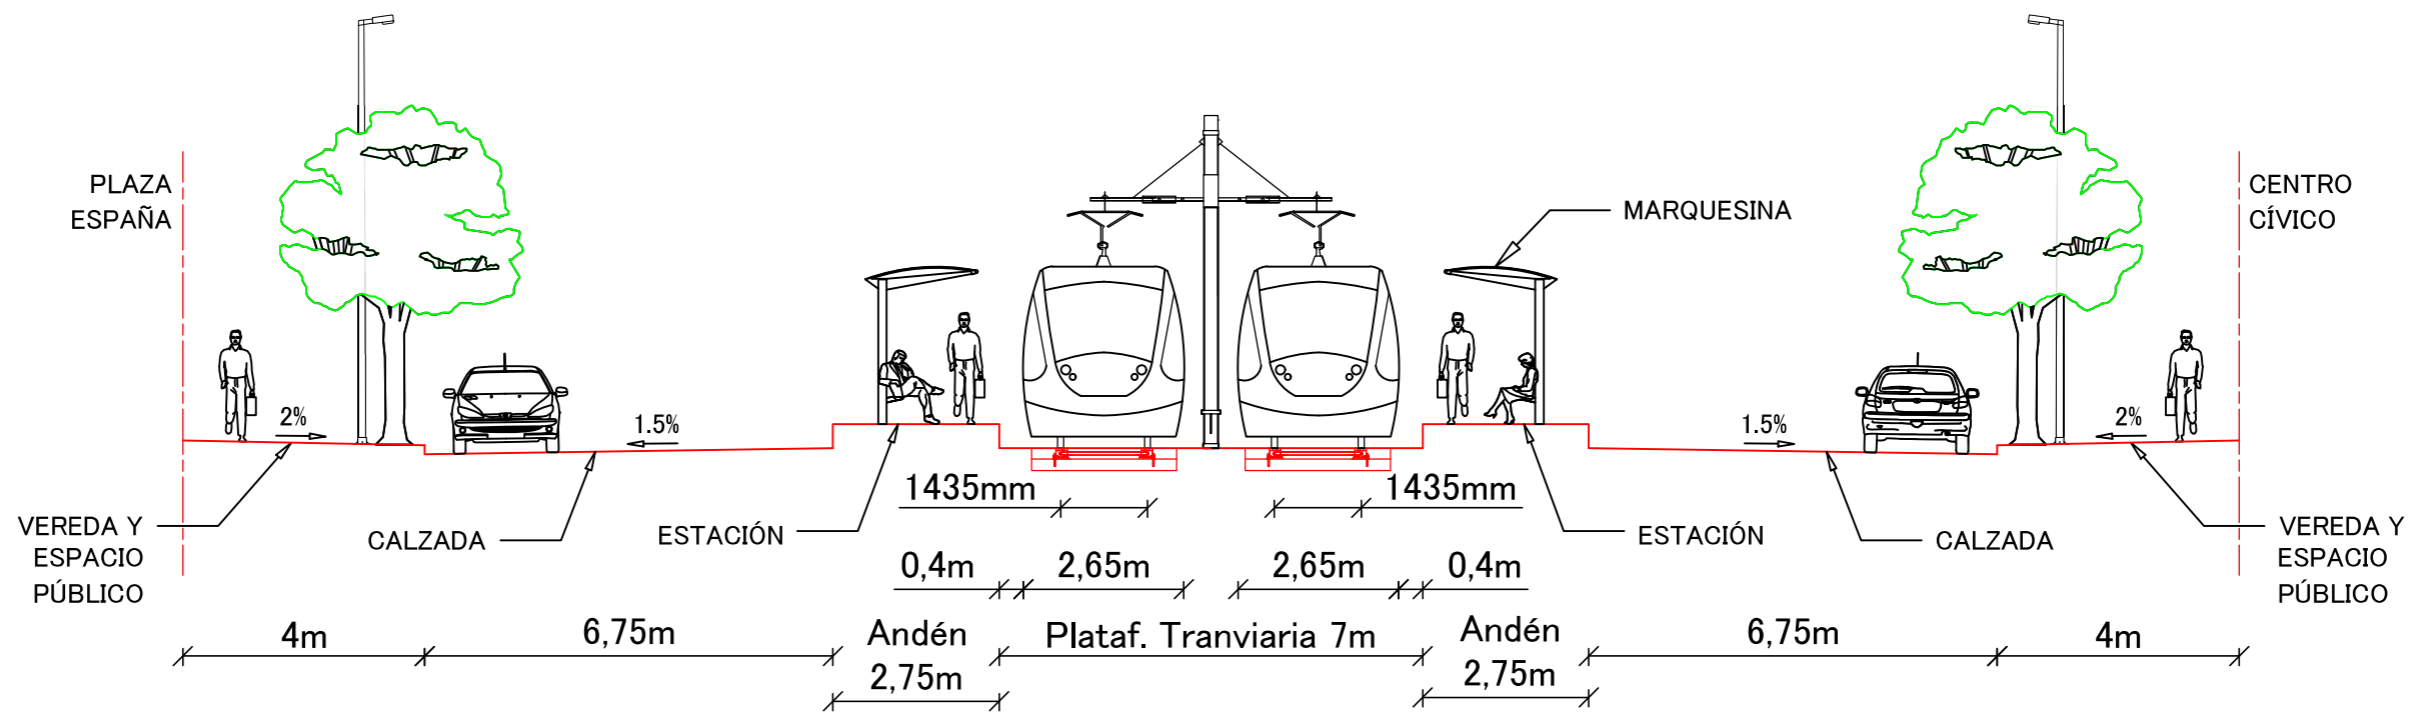 PLAZA
ESPAÑA
CENTRO
CÍVICO
MARQUESINA
2%
1.5%
1.5%
2%
1435mm
1435mm
VEREDA Y
ESPACIO
PÚBLICO
CALZADA
ESTACIÓN
ESTACIÓN
CALZADA
VEREDA Y
ESPACIO
PÚBLICO
0,4m
2,65m
2,65m
0,4m
4m
6,75m
Andén
2,75m
Plataf. Tranviaria 7m
Andén
2,75m
6,75m
4m